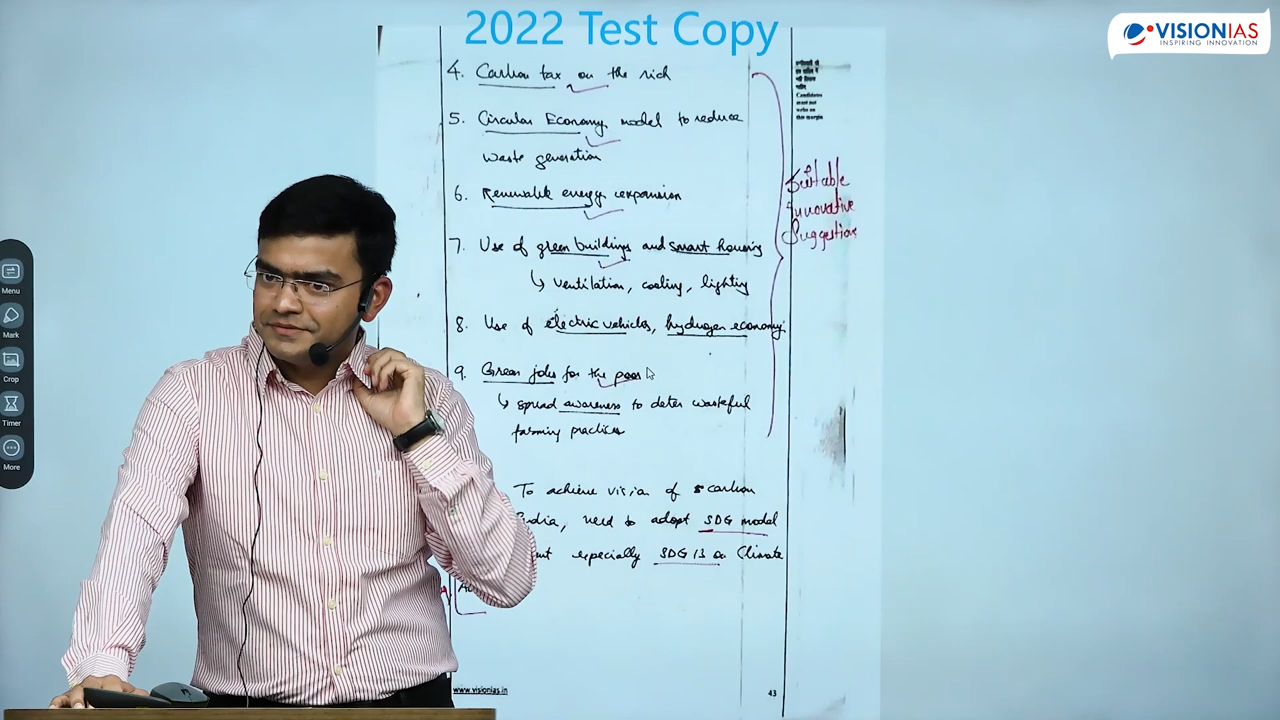 2022 Test Copy
VISIONIAS
INSPIRING INNOVATION
4. Carbon tax on the rich
5. Circular Economy model to reduce
waste generation
6. Renewable energy expansion
7. Use of green buildings and smart housing
↳ ventilation, cooling, lighting
8. Use of electric vehicles, hydrogen economy
9. Green jobs for the poor
↳ spread awareness to deter wasteful
farming practices
To achieve vision of carbon
India, need to adopt SDG model
especially SDG 13 on Climate
Suitable
Innovative
Suggestions
Candidates
must not
write on
this margin
Menu
Mark
Crop
Timer
More
www.visionias.in
43